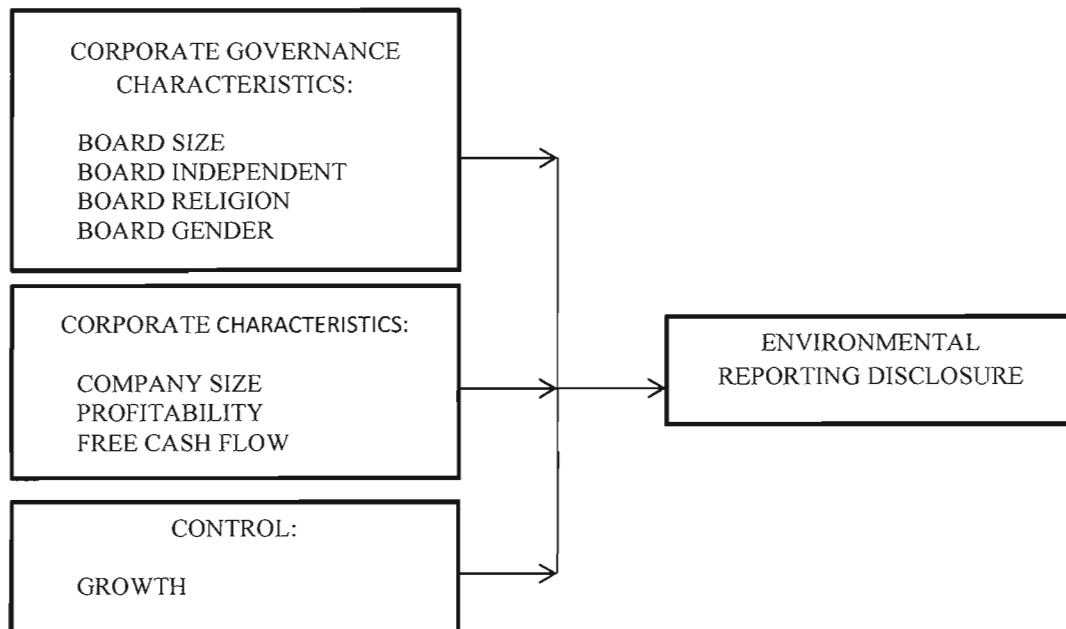 CORPORATE GOVERNANCE
CHARACTERISTICS:
BOARD SIZE
BOARD INDEPENDENT
BOARD RELIGION
BOARD GENDER
CORPORATE CHARACTERISTICS:
COMPANY SIZE
PROFITABILITY
FREE CASH FLOW
CONTROL:
GROWTH
ENVIRONMENTAL
REPORTING DISCLOSURE